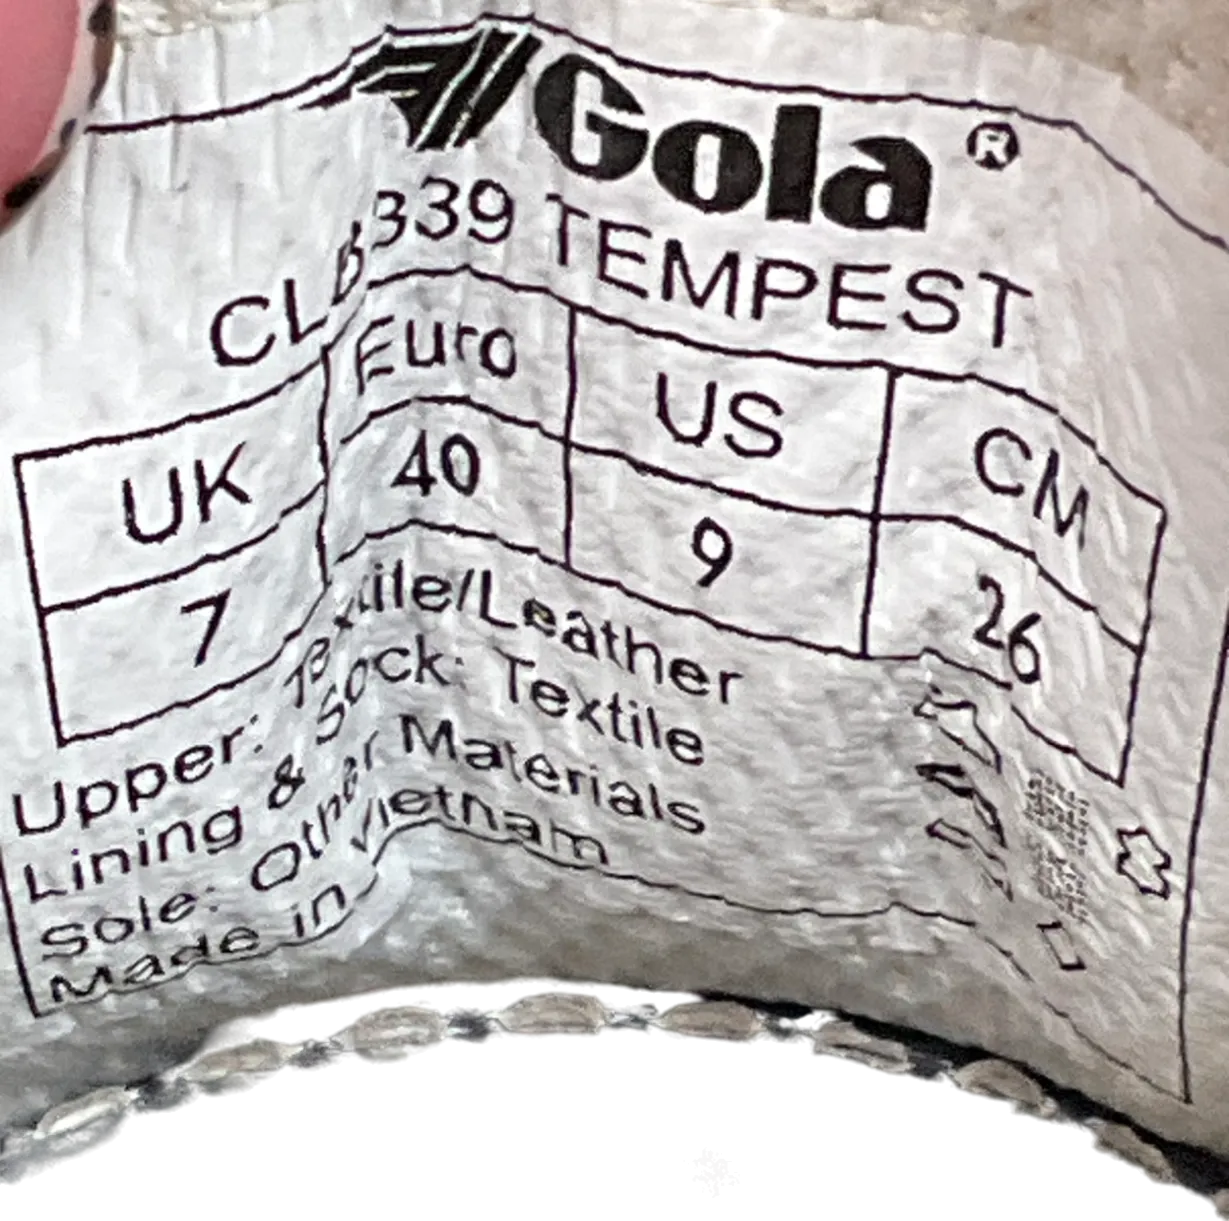 Gola®
CLB339 TEMPEST
UK Euro US CM
7 40 9 26
Upper: Textile/Leather
Lining & Sock: Textile
Sole: Other Materials
Made in Vietnam